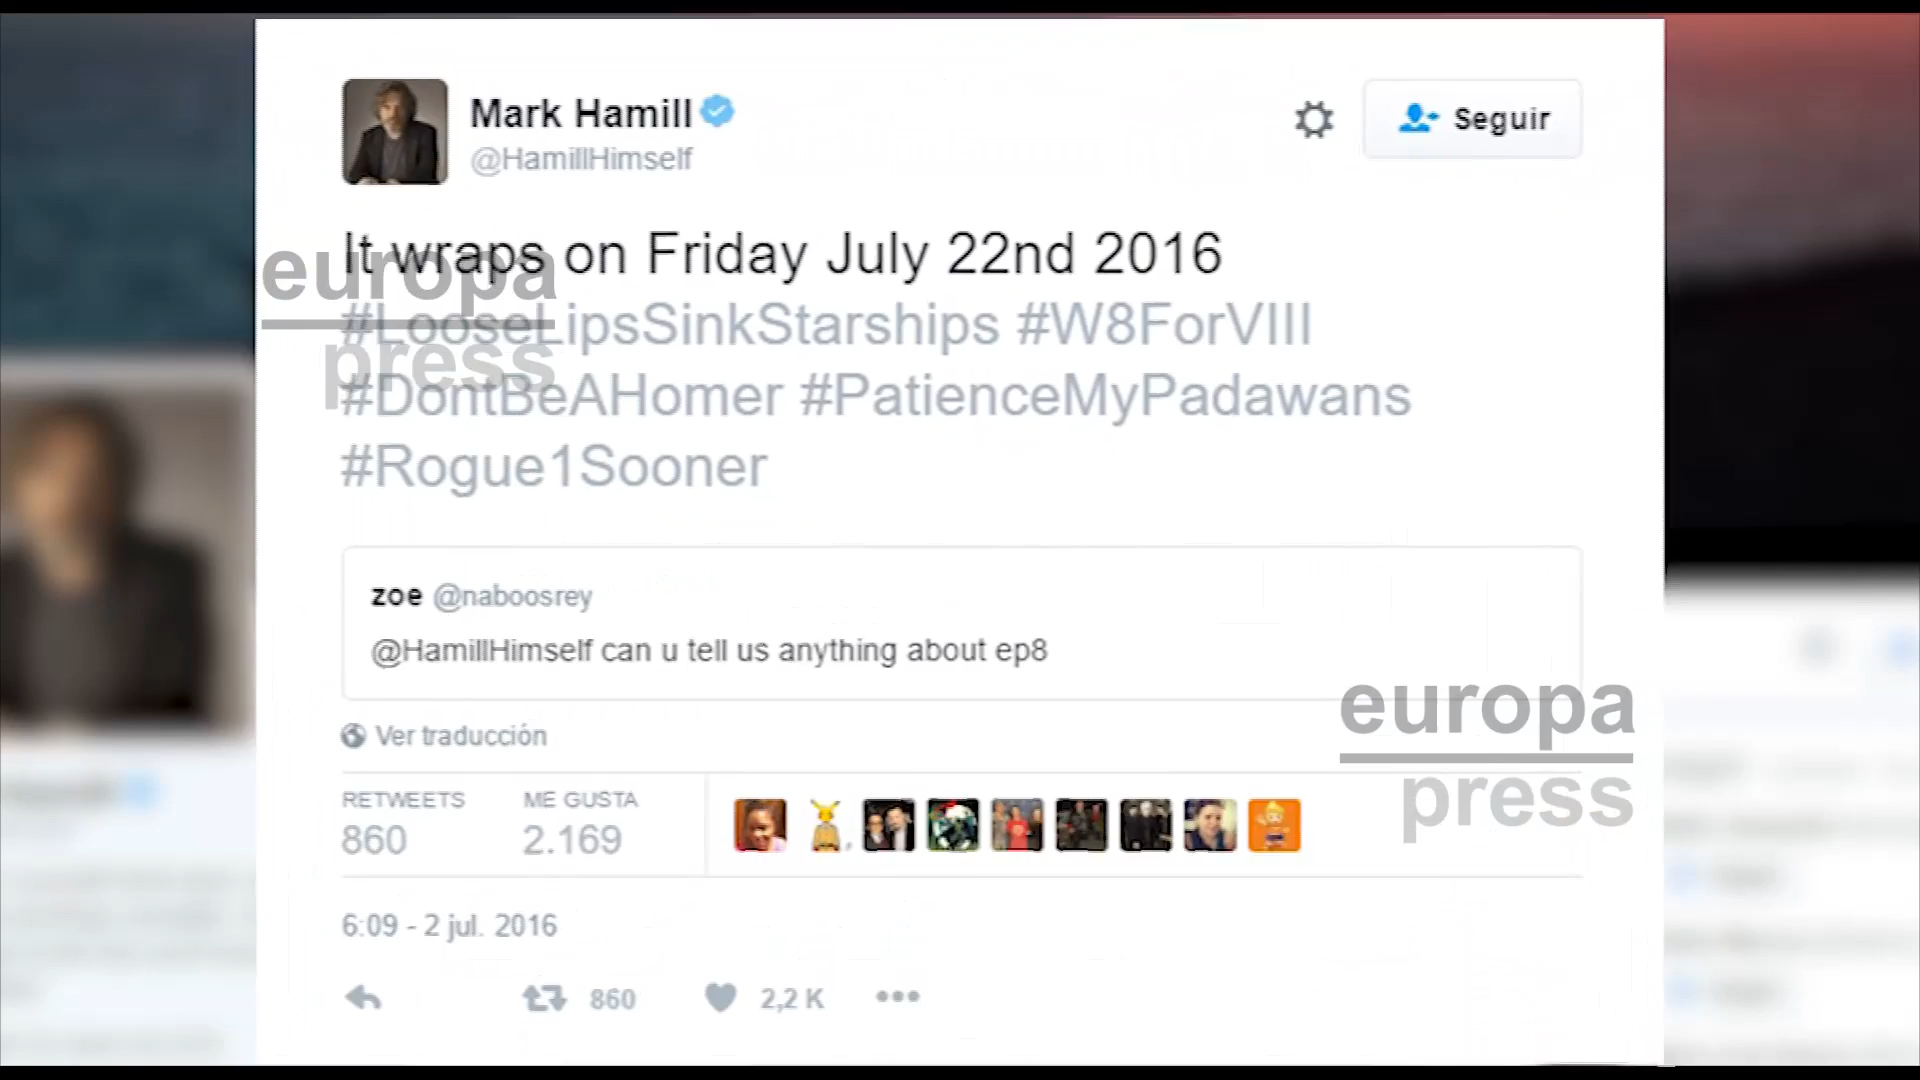 Mark Hamill
@HamillHimself
Seguir
It wraps on Friday July 22nd 2016
#LooseLipsSinkStarships #W8ForVIII
#DontBeAHomer #PatienceMyPadawans
#Rogue1Sooner
europa
press
zoe @naboosrey
@HamillHimself can u tell us anything about ep8
Ver traducción
europa
press
RETWEETS ME GUSTA
860 2.169
6:09 - 2 jul. 2016
860 2,2 K